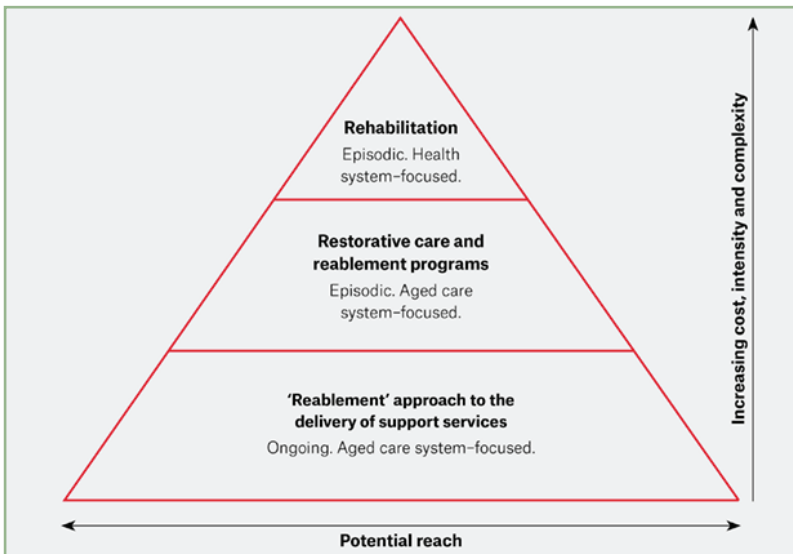 Rehabilitation
Episodic. Health
system–focused.
Restorative care and
reablement programs
Episodic. Aged care
system–focused.
‘Reablement’ approach to the
delivery of support services
Ongoing. Aged care system–focused.
Increasing cost, intensity and complexity
Potential reach